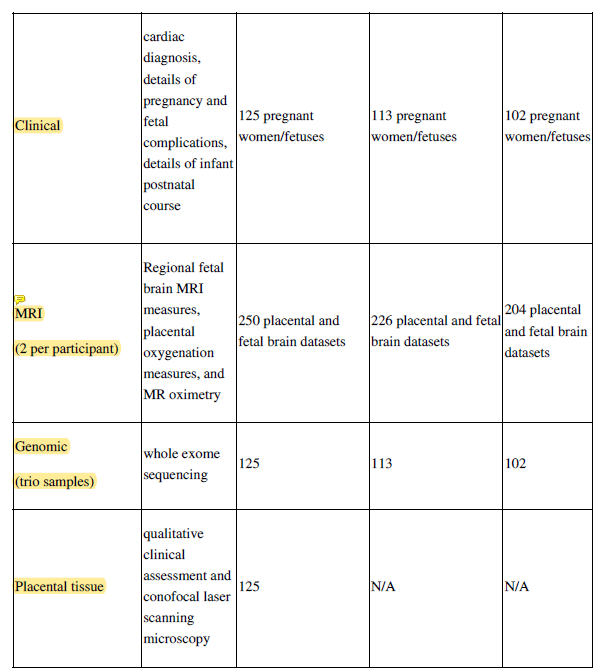 cardiac
diagnosis,
details of
pregnancy and
fetal
complications,
details of infant
postnatal
course
Clinical
125 pregnant
women/fetuses
113 pregnant
women/fetuses
102 pregnant
women/fetuses
MRI
(2 per participant)
Regional fetal
brain MRI
measures,
placental
oxygenation
measures, and
MR oximetry
250 placental and
fetal brain datasets
226 placental and fetal
brain datasets
204 placental
and fetal brain
datasets
Genomic
(trio samples)
whole exome
sequencing
125
113
102
Placental tissue
qualitative
clinical
assessment and
conofocal laser
scanning
microscopy
125
N/A
N/A